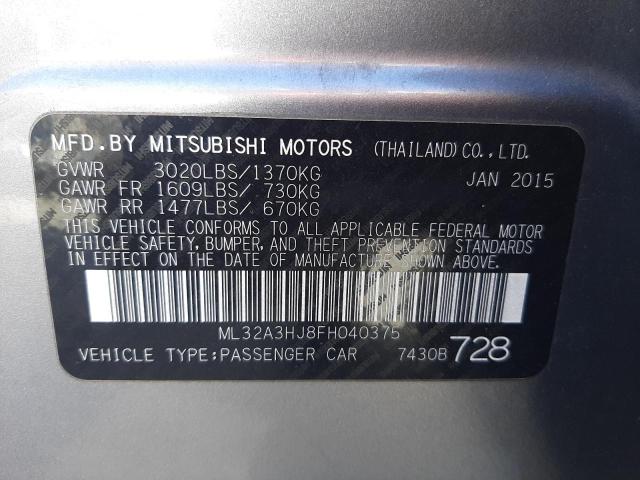 MFD.BY MITSUBISHI MOTORS (THAILAND)CO.,LTD.
GVWR 3020LBS/1370KG JAN 2015
GAWR FR 1609LBS/ 730KG
GAWR RR 1477LBS/ 670KG
THIS VEHICLE CONFORMS TO ALL APPLICABLE FEDERAL MOTOR
VEHICLE SAFETY, BUMPER, AND THEFT PREVENTION STANDARDS
IN EFFECT ON THE DATE OF MANUFACTURE SHOWN ABOVE.
ML32A3HJ8FH040375
VEHICLE TYPE:PASSENGER CAR 7430B 728